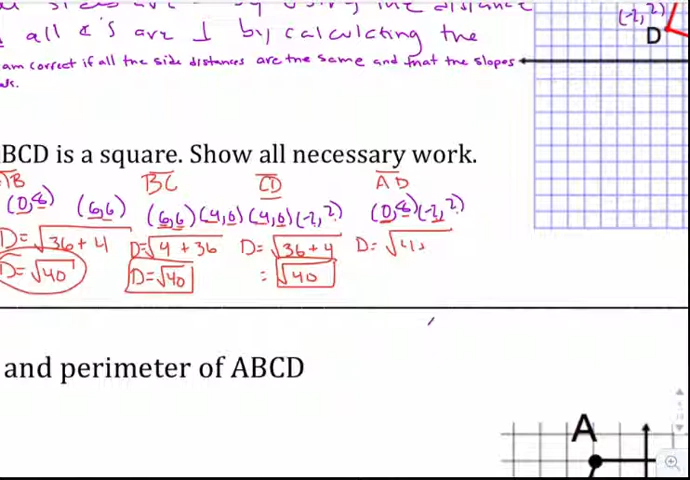 (-2,2)
D
all ∠'s are ⊥ by calculating the
am correct if all the side distances are the same and that the slopes
BCD is a square. Show all necessary work.
BC CD AD
(0,8) (6,6) (6,6) (4,0) (4,0) (-2,2) (0,8) (-2,2)
D=√36+4 D=√4+36 D=√36+4 D=√4
D=√40 D=√40 =√40
and perimeter of ABCD
A